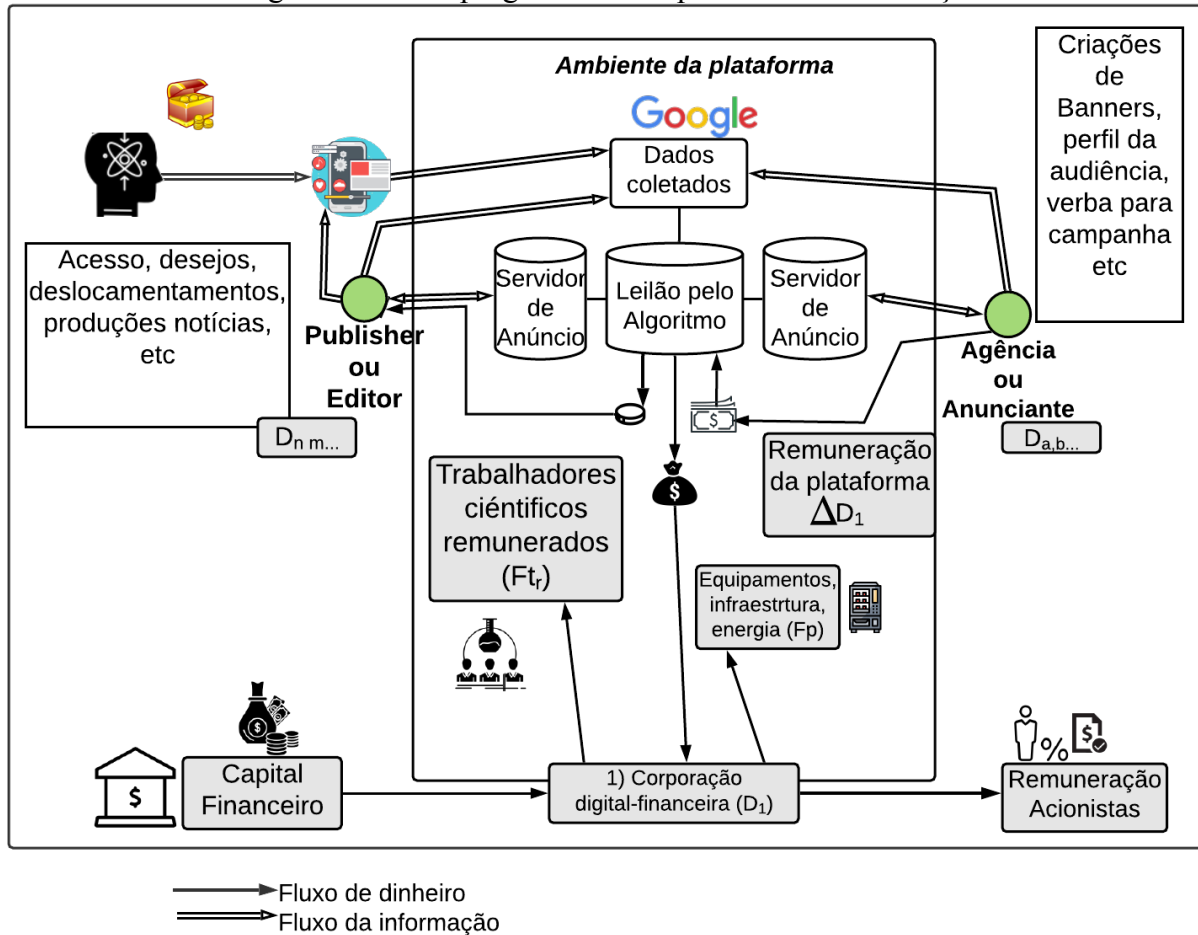 Ambiente da plataforma
Google
Dados
coletados
Criações
de
Banners,
perfil da
audiência,
verba para
campanha
etc
Acesso, desejos,
deslocamentamentos,
produções notícias,
etc
D n m...
Publisher
ou
Editor
Servidor
de
Anúncio
Leilão pelo
Algoritmo
Servidor
de
Anúncio
Agência
ou
Anunciante
D a,b...
Trabalhadores
ciéntificos
remunerados
(Ftr)
$
$
Remuneração
da plataforma
ΔD1
Equipamentos,
infraestrtura,
energia (Fp)
$
$
Capital
Financeiro
1) Corporação
digital-financeira (D1)
%
$
Remuneração
Acionistas
Fluxo de dinheiro
Fluxo da informação